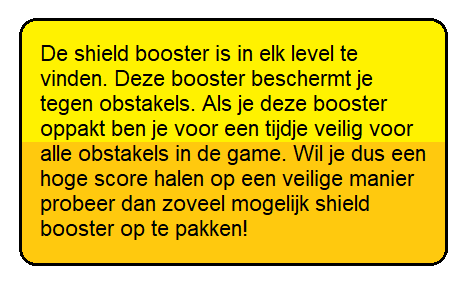 De shield booster is in elk level te
vinden. Deze booster beschermt je
tegen obstakels. Als je deze booster
oppakt ben je voor een tijdje veilig voor
alle obstakels in de game. Wil je dus een
hoge score halen op een veilige manier
probeer dan zoveel mogelijk shield
booster op te pakken!